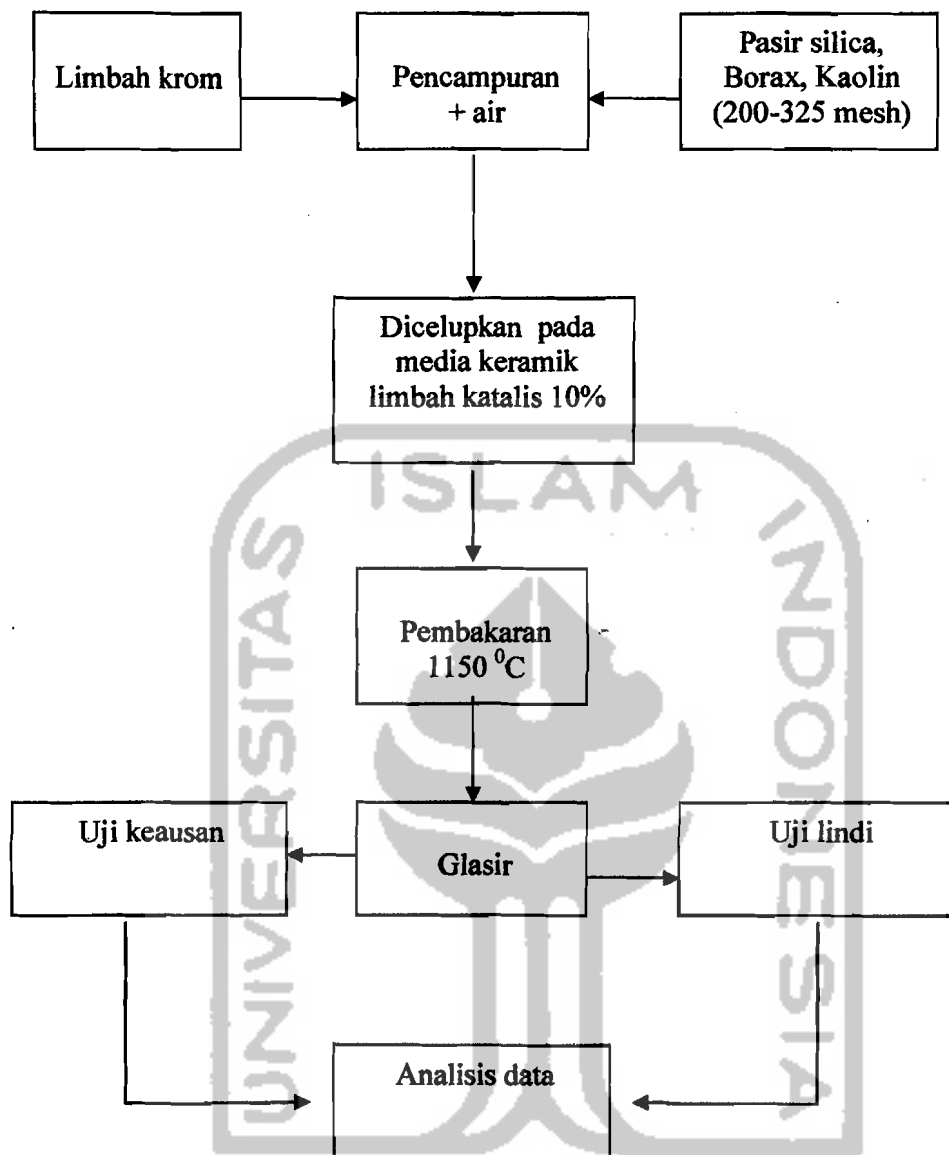 Limbah krom
Pencampuran
+ air
Pasir silica,
Borax, Kaolin
(200-325 mesh)
Dicelupkan pada
media keramik
limbah katalis 10%
Pembakaran
1150 ⁰C
Uji keausan
Glasir
Uji lindi
Analisis data
UNIVERSITAS
ISLAM
INDONESIA